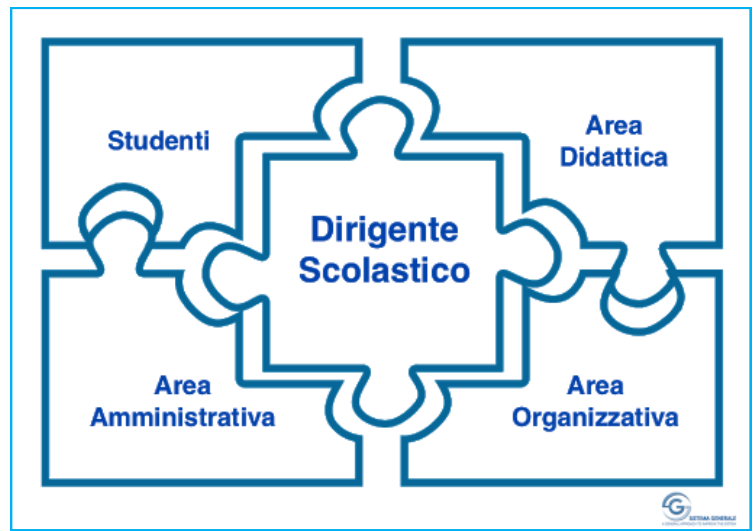 Studenti
Area
Didattica
Dirigente
Scolastico
Area
Amministrativa
Area
Organizzativa
SISTEMA GENERALE